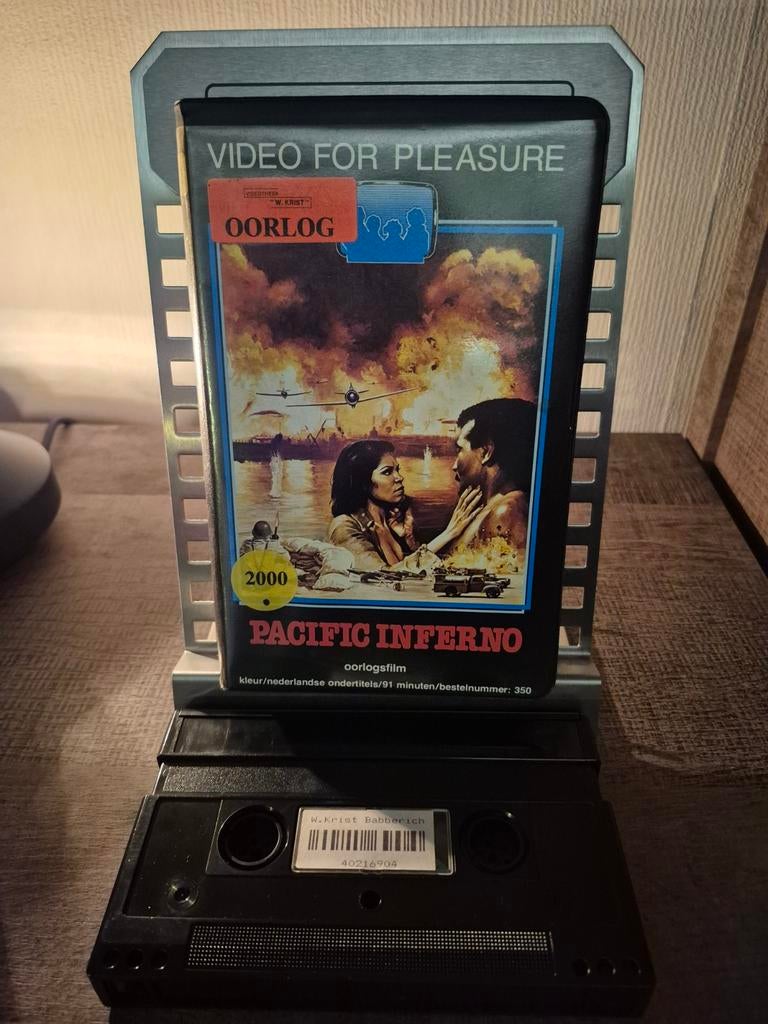 VIDEO FOR PLEASURE
VIDEOTHEEK
"W. KRIST"
OORLOG
2000
PACIFIC INFERNO
oorlogsfilm
kleur/nederlandse ondertitels/91 minuten/bestelnummer: 350
W.Krist Babberich
40216904